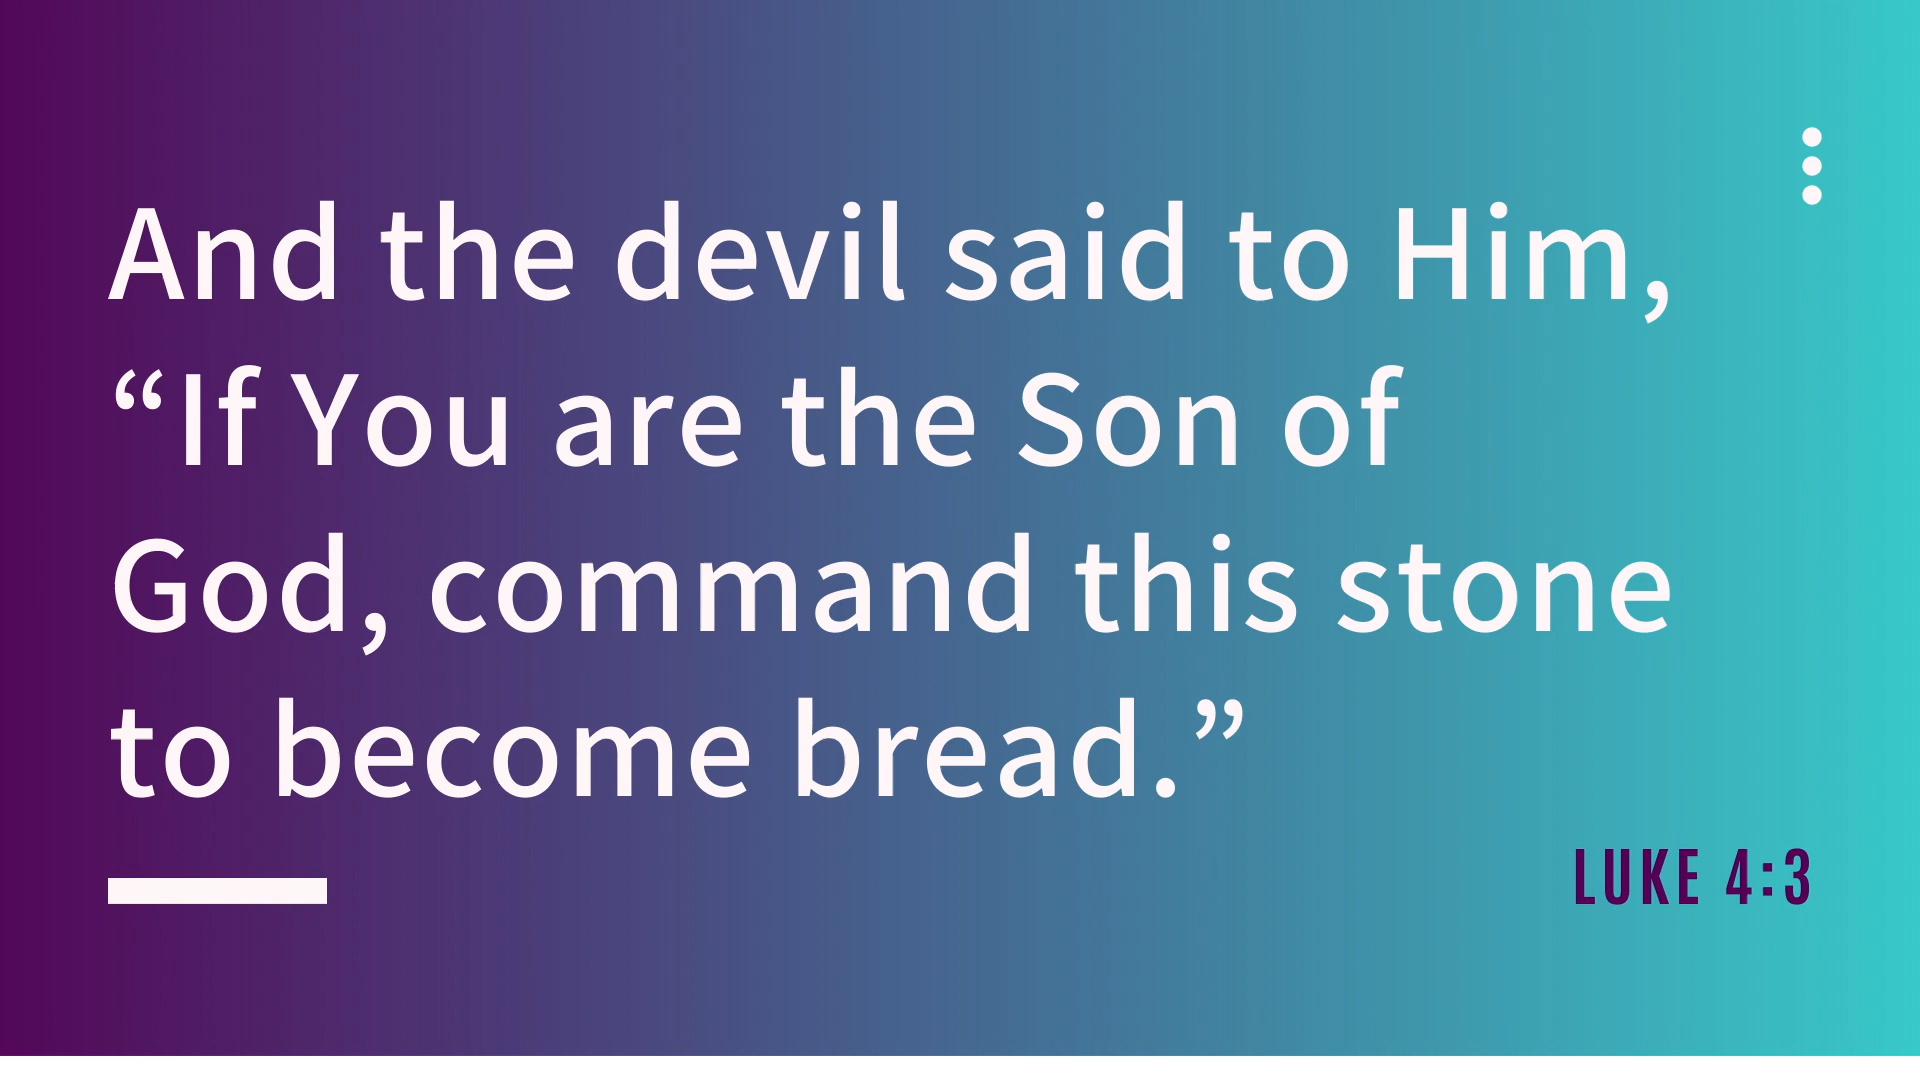 And the devil said to Him,
“If You are the Son of
God, command this stone
to become bread.”
LUKE 4:3